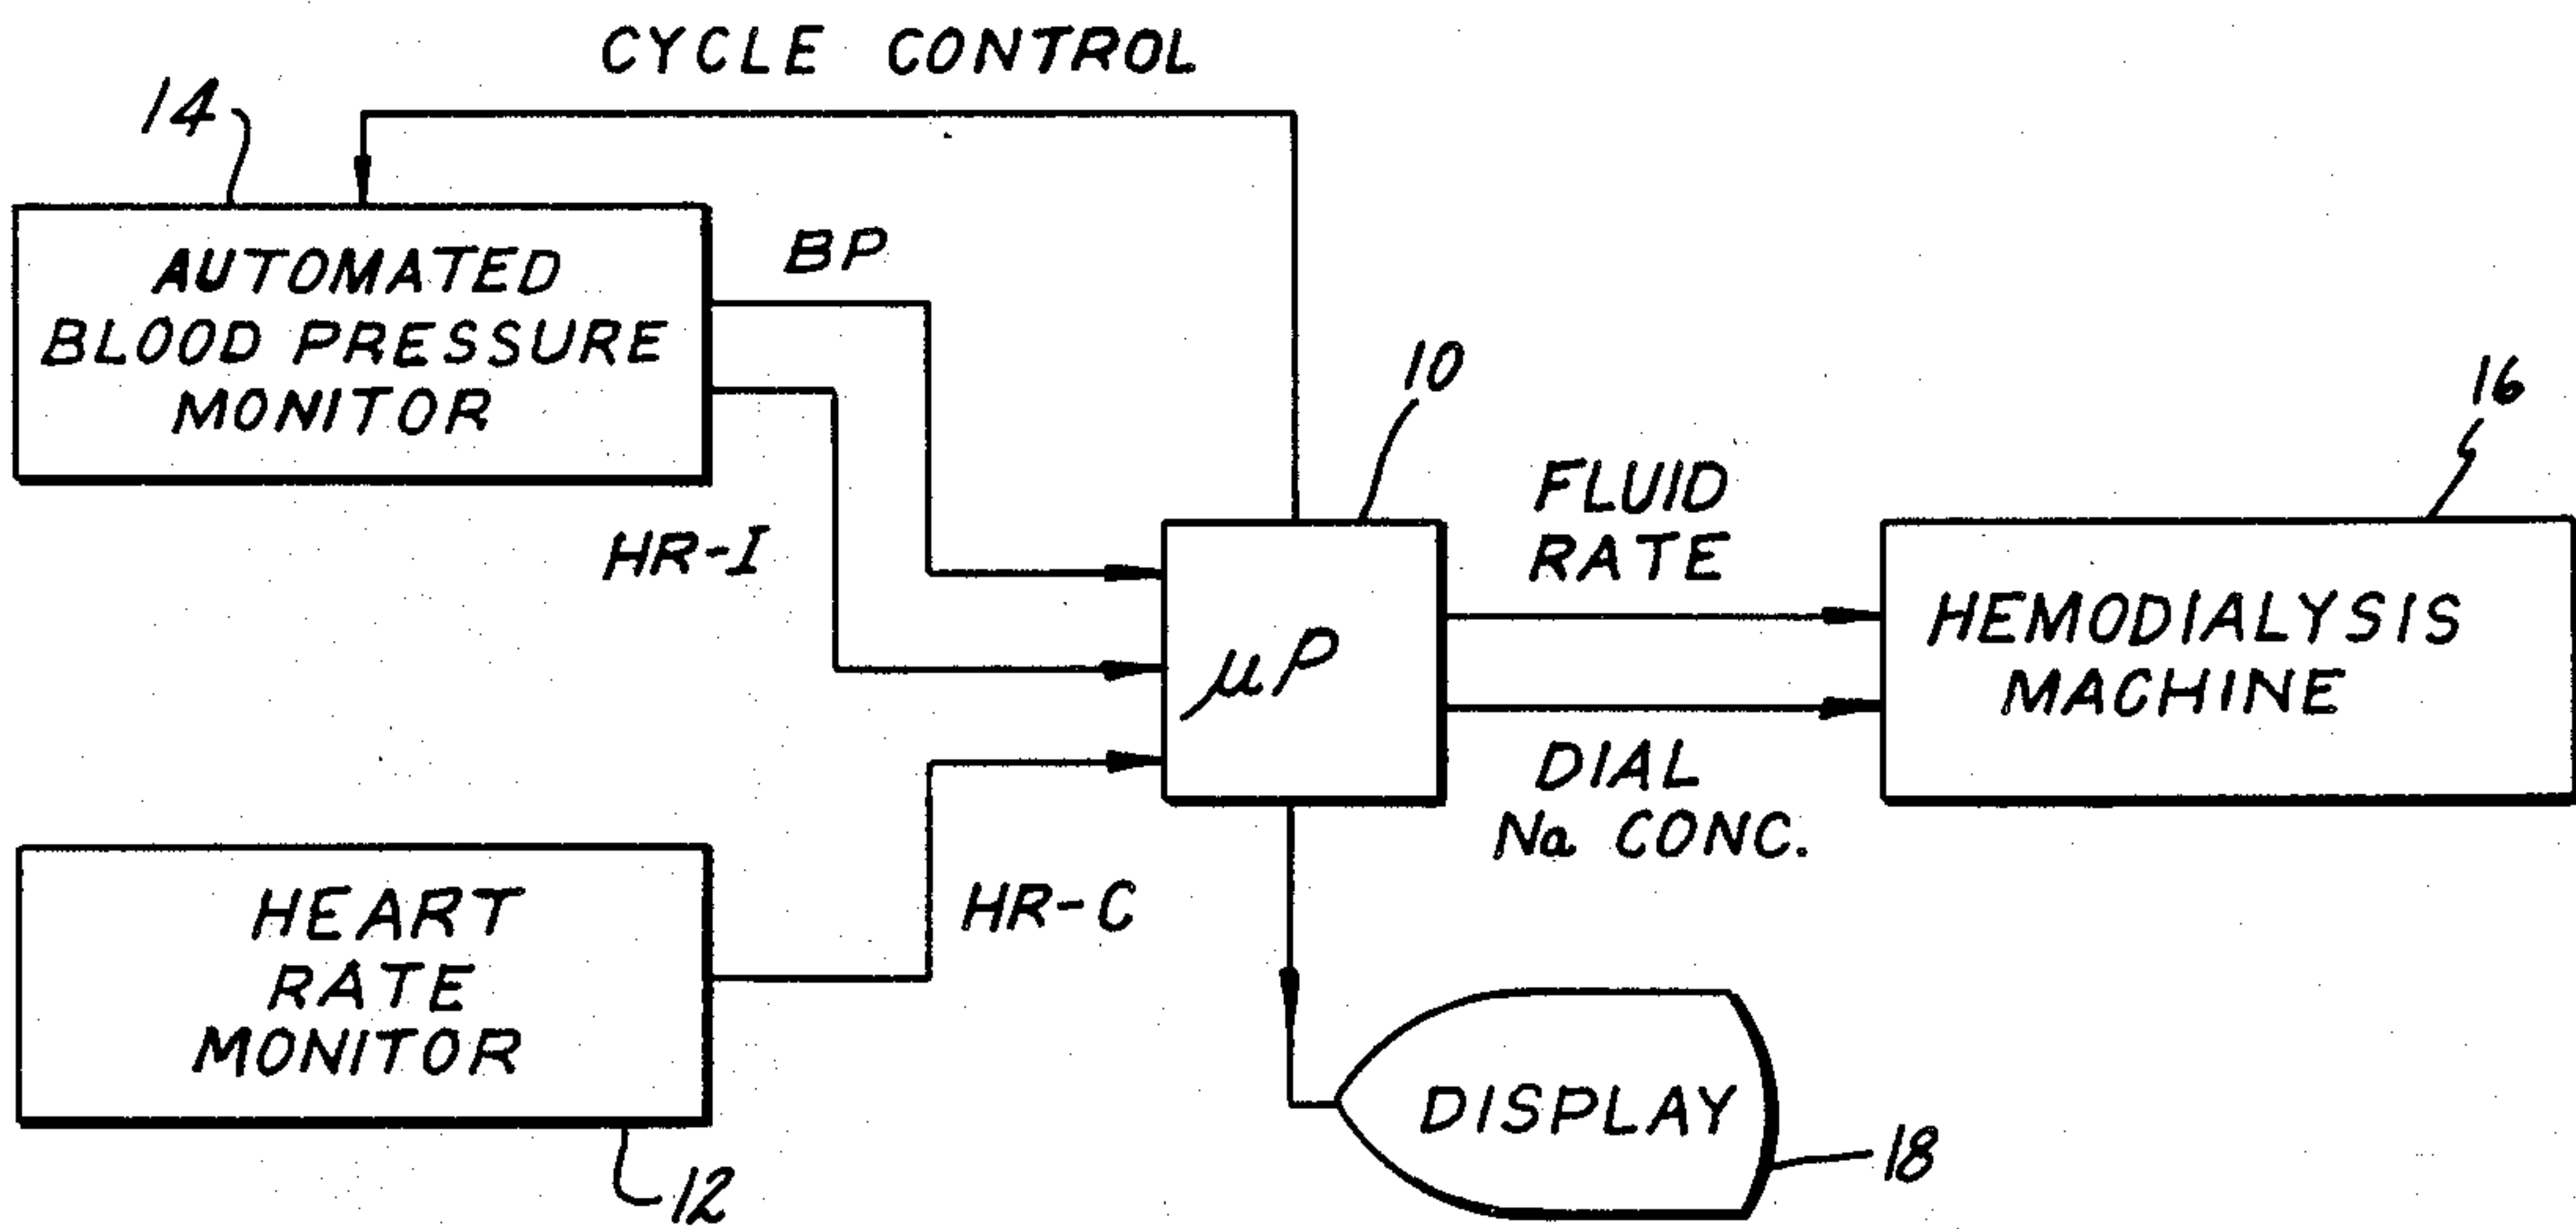 CYCLE CONTROL
14
AUTOMATED
BLOOD PRESSURE
MONITOR
BP
HR-I
10
μP
FLUID
RATE
16
HEMODIALYSIS
MACHINE
DIAL
Na CONC.
HEART
RATE
MONITOR
HR-C
12
DISPLAY
18